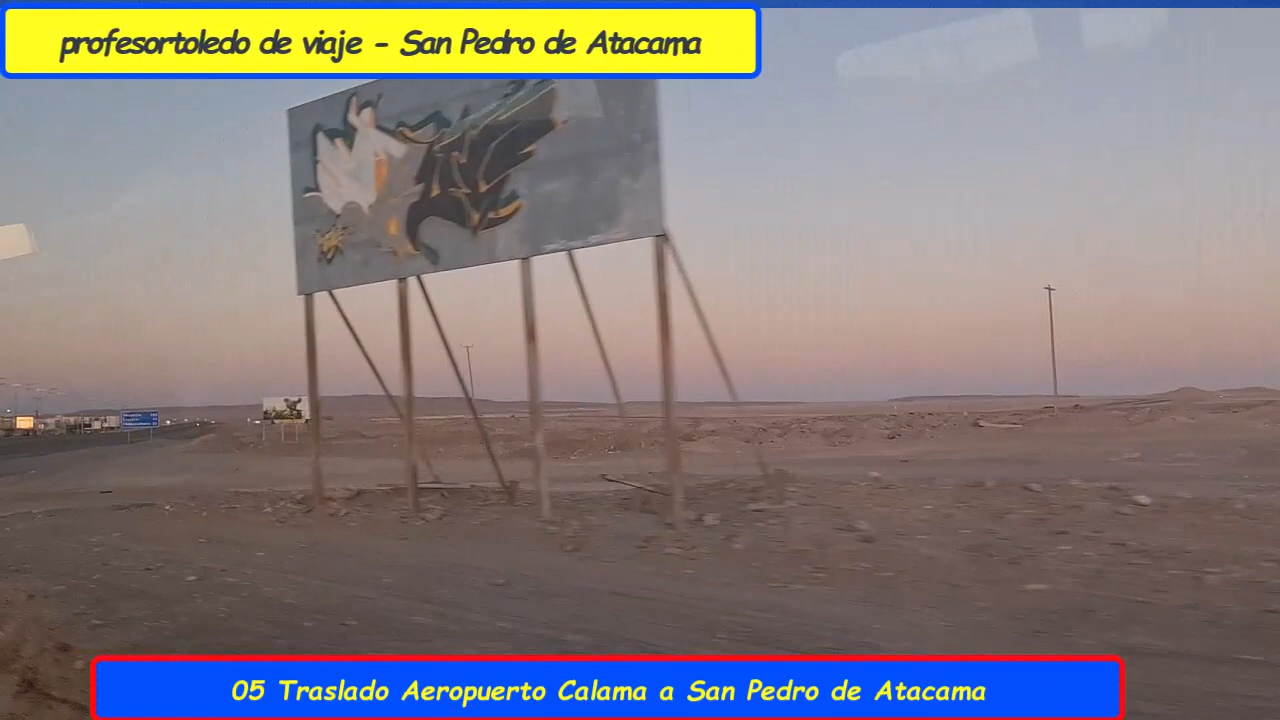 profesortoledo de viaje - San Pedro de Atacama
05 Traslado Aeropuerto Calama a San Pedro de Atacama